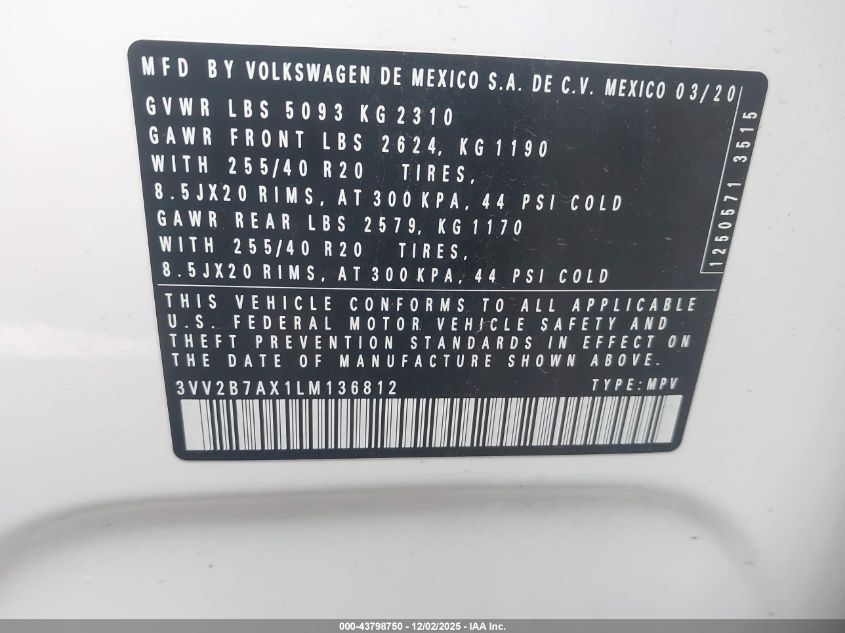 MFD BY VOLKSWAGEN DE MEXICO S.A. DE C.V. MEXICO 03/20
GVWR LBS 5093 KG 2310
GAWR FRONT LBS 2624, KG 1190
WITH 255/40 R20 TIRES,
8.5JX20 RIMS, AT 300 KPA, 44 PSI COLD
GAWR REAR LBS 2579, KG 1170
WITH 255/40 R20 TIRES,
8.5JX20 RIMS, AT 300 KPA, 44 PSI COLD
1250571 3515
THIS VEHICLE CONFORMS TO ALL APPLICABLE
U.S. FEDERAL MOTOR VEHICLE SAFETY AND
THEFT PREVENTION STANDARDS IN EFFECT ON
THE DATE OF MANUFACTURE SHOWN ABOVE.
3VV2B7AX1LM136812 TYPE: MPV
000-43798750 - 12/02/2025 - IAA Inc.